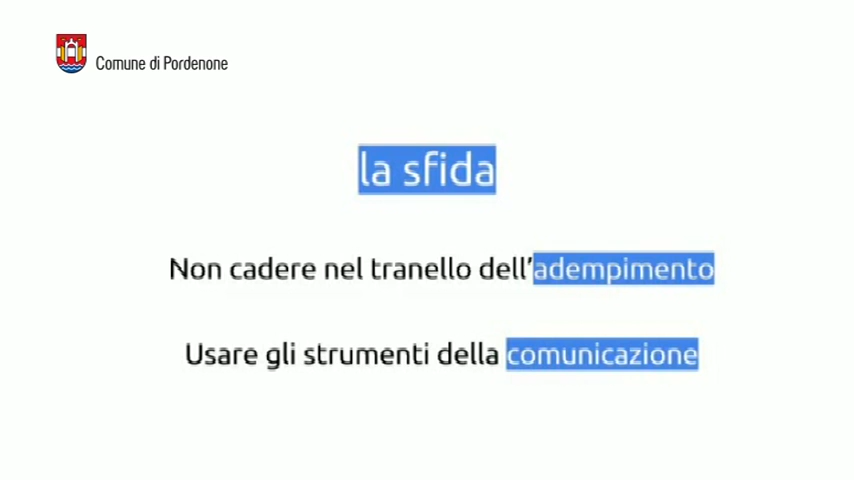 Comune di Pordenone
la sfida
Non cadere nel tranello dell'adempimento
Usare gli strumenti della comunicazione